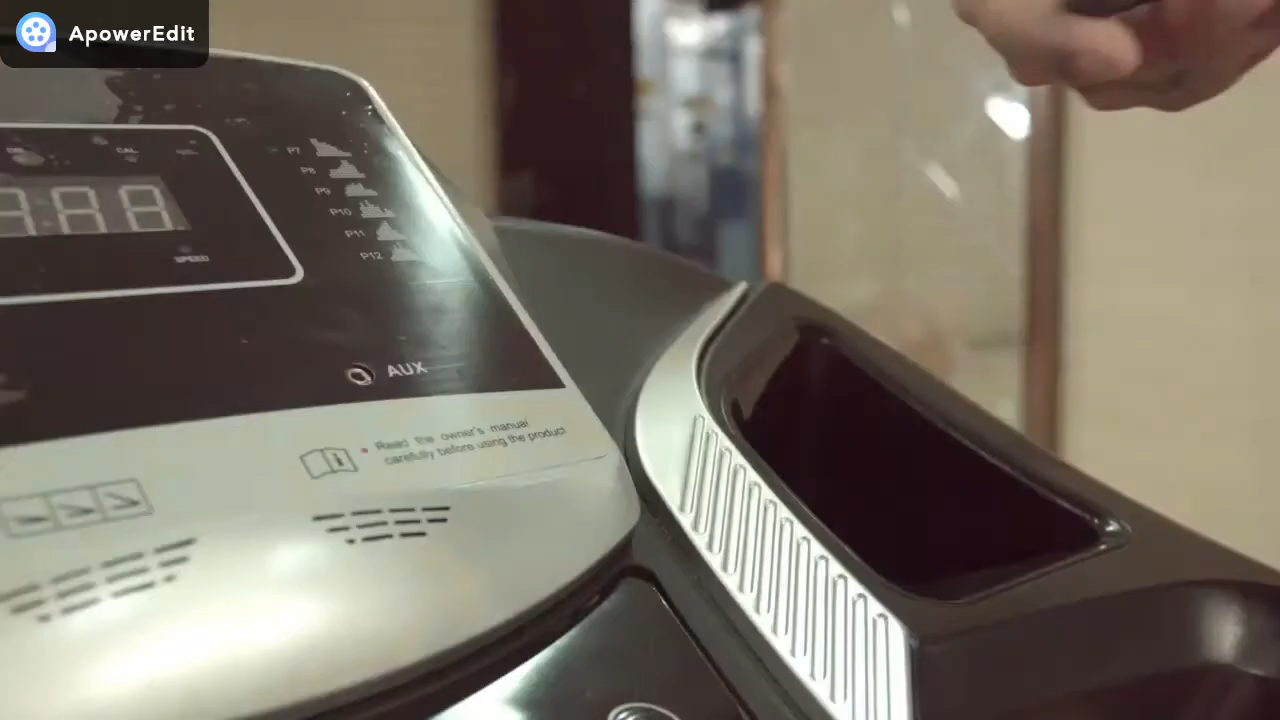 ApowerEdit
CAL
P7
P8
P9
P10
P11
P12
SPEED
AUX
Read the owner's manual
carefully before using the product